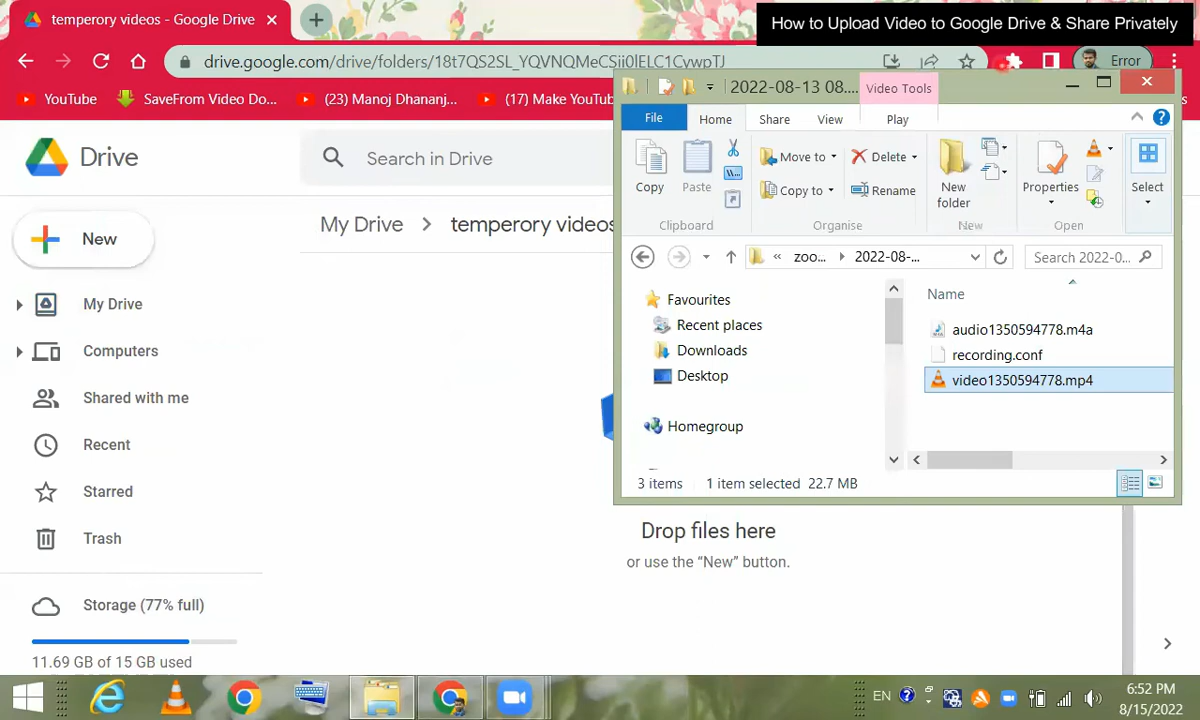 temperory videos - Google Drive
How to Upload Video to Google Drive & Share Privately
drive.google.com/drive/folders/18t7QS2SL_YQVNQMeCSii0lELC1CywpTJ
Error
YouTube
SaveFrom Video Do...
(23) Manoj Dhananj...
(17) Make YouTu
Drive
Search in Drive
New
My Drive
Computers
Shared with me
Recent
Starred
Trash
Storage (77% full)
11.69 GB of 15 GB used
My Drive > temperory videos
Drop files here
or use the “New” button.
2022-08-13 08....
Video Tools
File
Home
Share
View
Play
Copy
Paste
Clipboard
Move to
Copy to
Delete
Rename
Organise
New folder
New
Properties
Open
Select
« zoo...
2022-08-...
Search 2022-0...
Favourites
Recent places
Downloads
Desktop
Homegroup
Name
audio1350594778.m4a
recording.conf
video1350594778.mp4
3 items
1 item selected 22.7 MB
EN
6:52 PM
8/15/2022